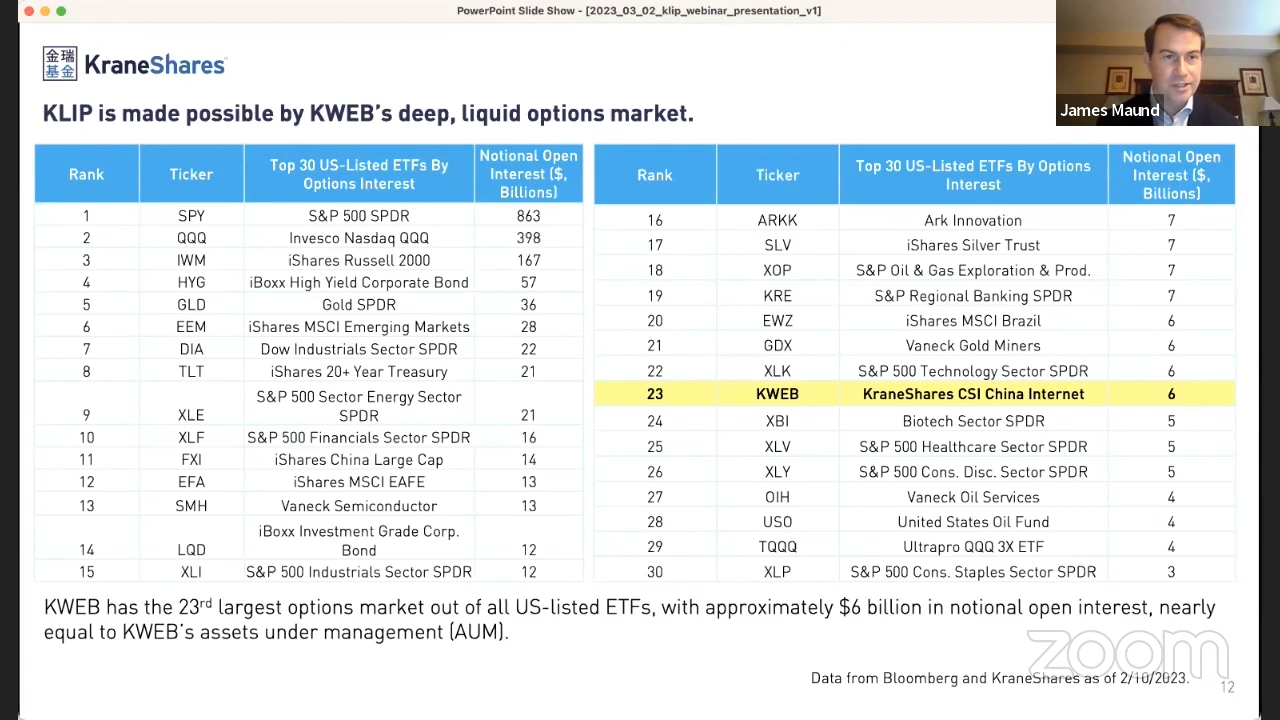 PowerPoint Slide Show - [2023_03_02_klip_webinar_presentation_v1]
金瑞
基金
KraneShares
James Maund
KLIP is made possible by KWEB's deep, liquid options market.
Rank Ticker Top 30 US-Listed ETFs By Options Interest Notional Open Interest ($, Billions)
1 SPY S&P 500 SPDR 863
2 QQQ Invesco Nasdaq QQQ 398
3 IWM iShares Russell 2000 167
4 HYG iBoxx High Yield Corporate Bond 57
5 GLD Gold SPDR 36
6 EEM iShares MSCI Emerging Markets 28
7 DIA Dow Industrials Sector SPDR 22
8 TLT iShares 20+ Year Treasury 21
9 XLE S&P 500 Sector Energy Sector SPDR 21
10 XLF S&P 500 Financials Sector SPDR 16
11 FXI iShares China Large Cap 14
12 EFA iShares MSCI EAFE 13
13 SMH Vaneck Semiconductor 13
14 LQD iBoxx Investment Grade Corp. Bond 12
15 XLI S&P 500 Industrials Sector SPDR 12
Rank Ticker Top 30 US-Listed ETFs By Options Interest Notional Open Interest ($, Billions)
16 ARKK Ark Innovation 7
17 SLV iShares Silver Trust 7
18 XOP S&P Oil & Gas Exploration & Prod. 7
19 KRE S&P Regional Banking SPDR 7
20 EWZ iShares MSCI Brazil 6
21 GDX Vaneck Gold Miners 6
22 XLK S&P 500 Technology Sector SPDR 6
23 KWEB KraneShares CSI China Internet 6
24 XBI Biotech Sector SPDR 5
25 XLV S&P 500 Healthcare Sector SPDR 5
26 XLY S&P 500 Cons. Disc. Sector SPDR 5
27 OIH Vaneck Oil Services 4
28 USO United States Oil Fund 4
29 TQQQ Ultrapro QQQ 3X ETF 4
30 XLP S&P 500 Cons. Staples Sector SPDR 3
KWEB has the 23rd largest options market out of all US-listed ETFs, with approximately $6 billion in notional open interest, nearly
equal to KWEB's assets under management (AUM).
zoom
Data from Bloomberg and KraneShares as of 2/10/2023.
12